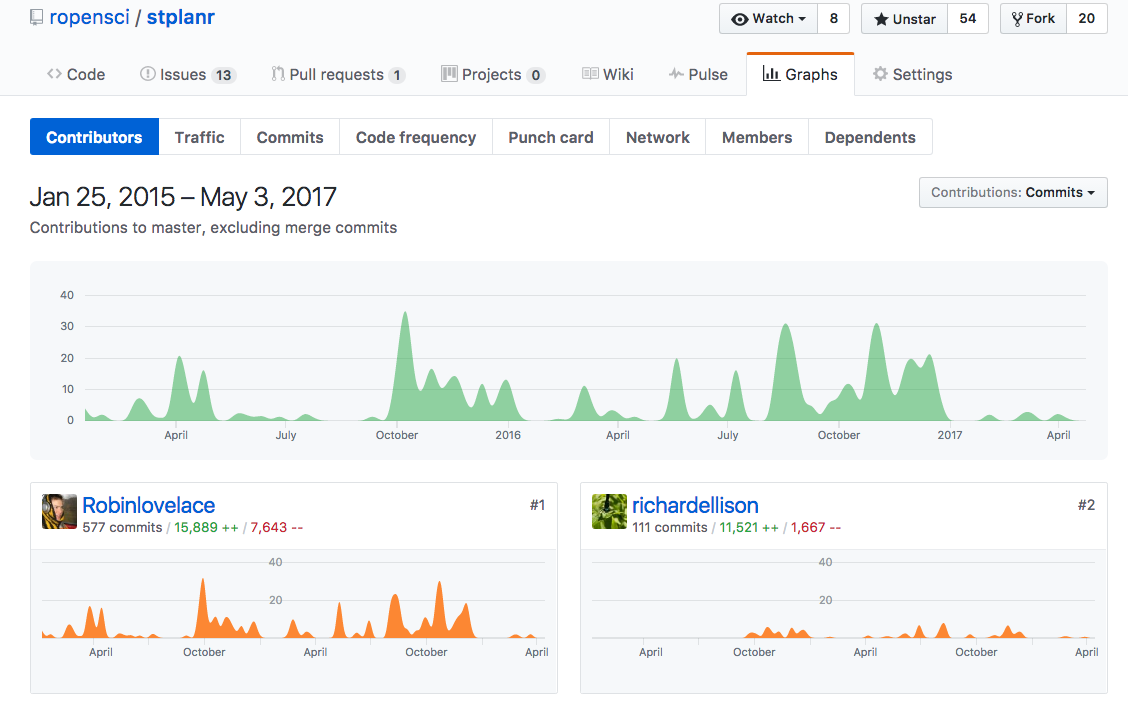 ropensci / stplanr
Watch 8 Unstar 54 Fork 20
Code Issues 13 Pull requests 1 Projects 0 Wiki Pulse Graphs Settings
Contributors Traffic Commits Code frequency Punch card Network Members Dependents
Jan 25, 2015 – May 3, 2017
Contributions: Commits
Contributions to master, excluding merge commits
40
30
20
10
0
April July October 2016 April July October 2017 April
Robinlovelace #1
577 commits / 15,889 ++ / 7,643 --
40
20
April October April October April
richardellison #2
111 commits / 11,521 ++ / 1,667 --
40
20
April October April October April